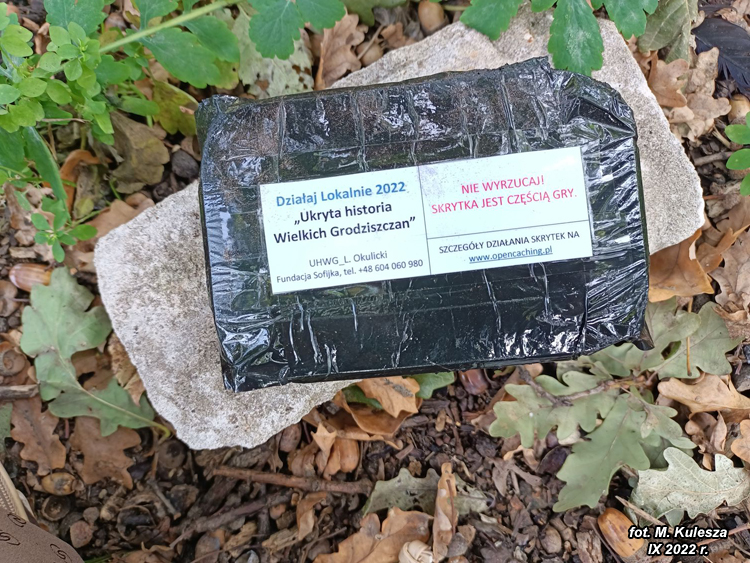 Działaj Lokalnie 2022
„Ukryta historia
Wielkich Grodziszczan”
UHWG_L. Okulicki
Fundacja Sofijka, tel. +48 604 060 980
NIE WYRZUCAJ!
SKRYTKA JEST CZĘŚCIĄ GRY.
SZCZEGÓŁY DZIAŁANIA SKRYTEK NA
www.opencaching.pl
fot. M. Kulesza
IX 2022 r.